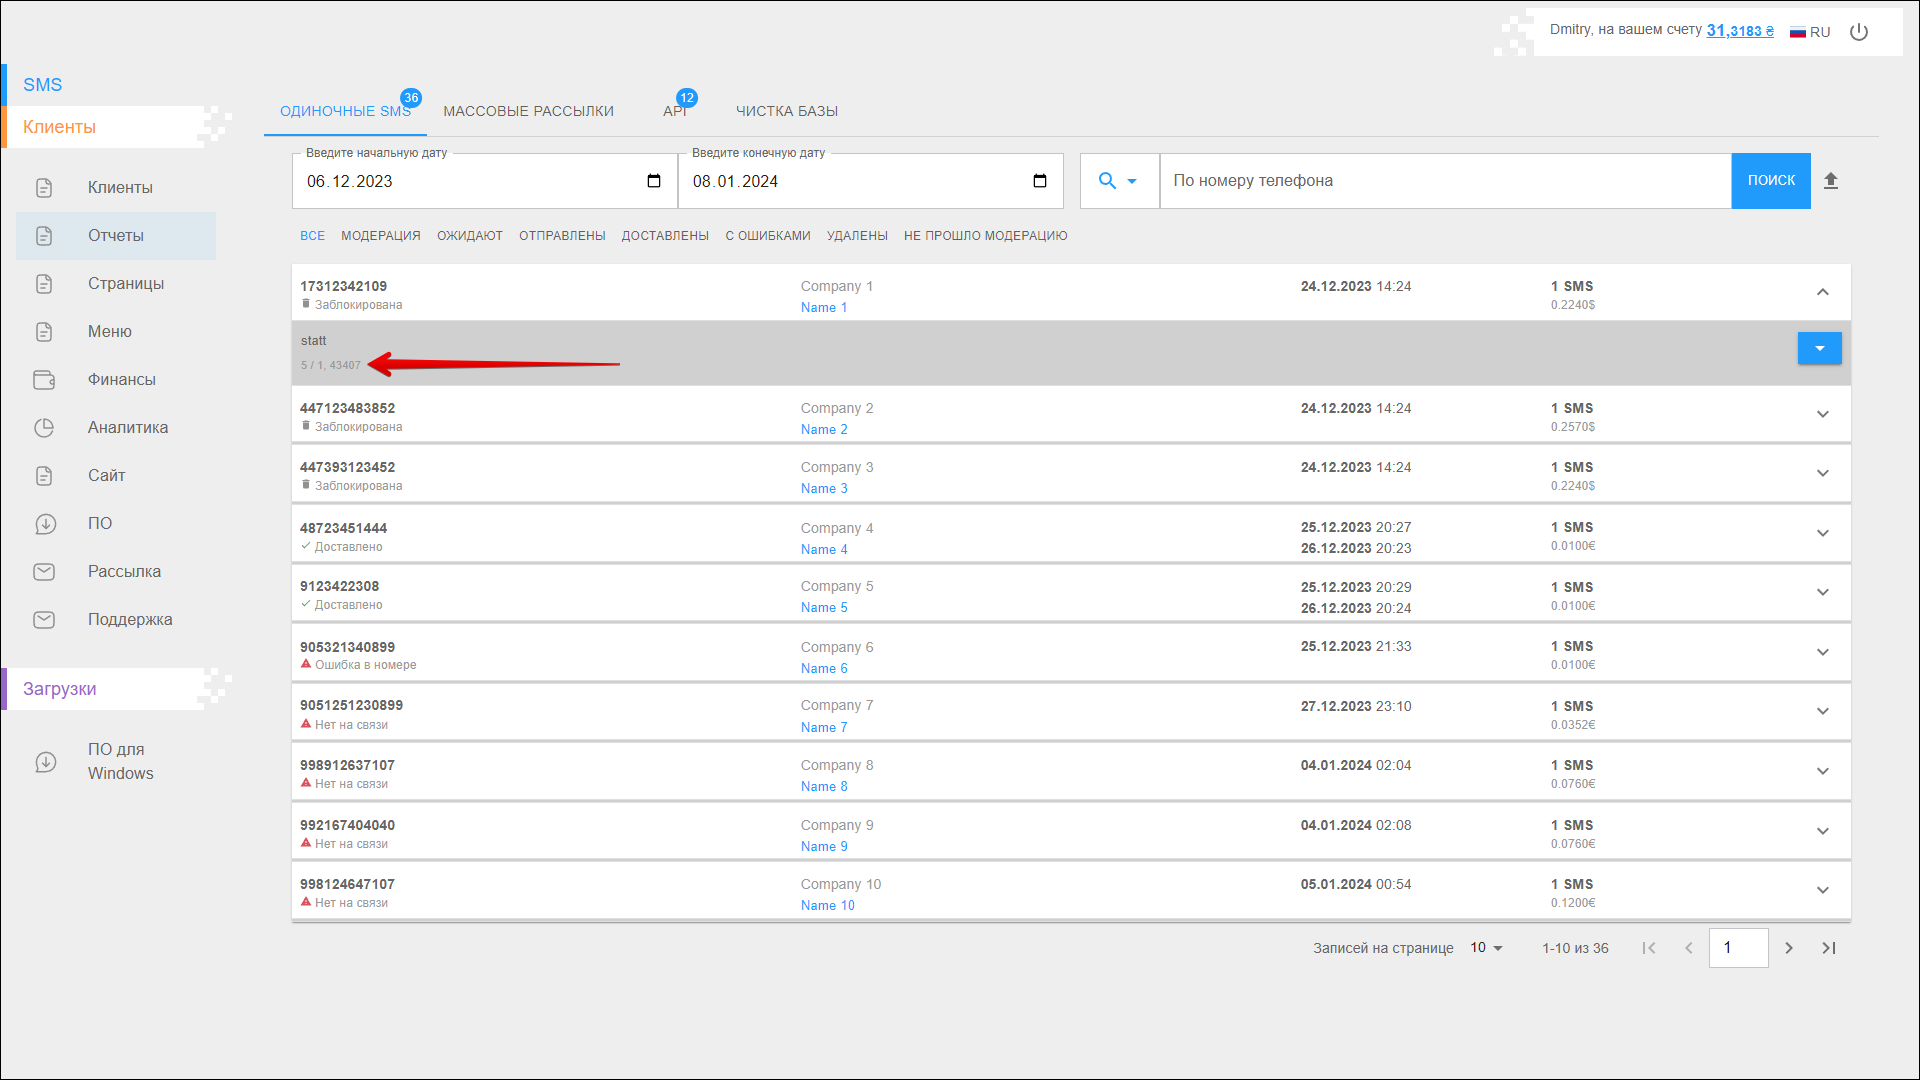 Dmitry, на вашем счету 31,3183 ₴ RU
SMS
Клиенты
Клиенты
Отчеты
Страницы
Меню
Финансы
Аналитика
Сайт
ПО
Рассылка
Поддержка
Загрузки
ПО для
Windows
ОДИНОЧНЫЕ SMS 36 МАССОВЫЕ РАССЫЛКИ API 12 ЧИСТКА БАЗЫ
Введите начальную дату Введите конечную дату
06.12.2023 08.01.2024 По номеру телефона ПОИСК
ВСЕ МОДЕРАЦИЯ ОЖИДАЮТ ОТПРАВЛЕНЫ ДОСТАВЛЕНЫ С ОШИБКАМИ УДАЛЕНЫ НЕ ПРОШЛО МОДЕРАЦИЮ
17312342109 Company 1 24.12.2023 14:24 1 SMS
Заблокирована Name 1 0.2240$
statt
5 / 1, 43407
447123483852 Company 2 24.12.2023 14:24 1 SMS
Заблокирована Name 2 0.2570$
447393123452 Company 3 24.12.2023 14:24 1 SMS
Заблокирована Name 3 0.2240$
48723451444 Company 4 25.12.2023 20:27 1 SMS
Доставлено Name 4 26.12.2023 20:23 0.0100€
9123422308 Company 5 25.12.2023 20:29 1 SMS
Доставлено Name 5 26.12.2023 20:24 0.0100€
905321340899 Company 6 25.12.2023 21:33 1 SMS
Ошибка в номере Name 6 0.0100€
9051251230899 Company 7 27.12.2023 23:10 1 SMS
Нет на связи Name 7 0.0352€
998912637107 Company 8 04.01.2024 02:04 1 SMS
Нет на связи Name 8 0.0760€
992167404040 Company 9 04.01.2024 02:08 1 SMS
Нет на связи Name 9 0.0760€
998124647107 Company 10 05.01.2024 00:54 1 SMS
Нет на связи Name 10 0.1200€
Записей на странице 10 1-10 из 36 1